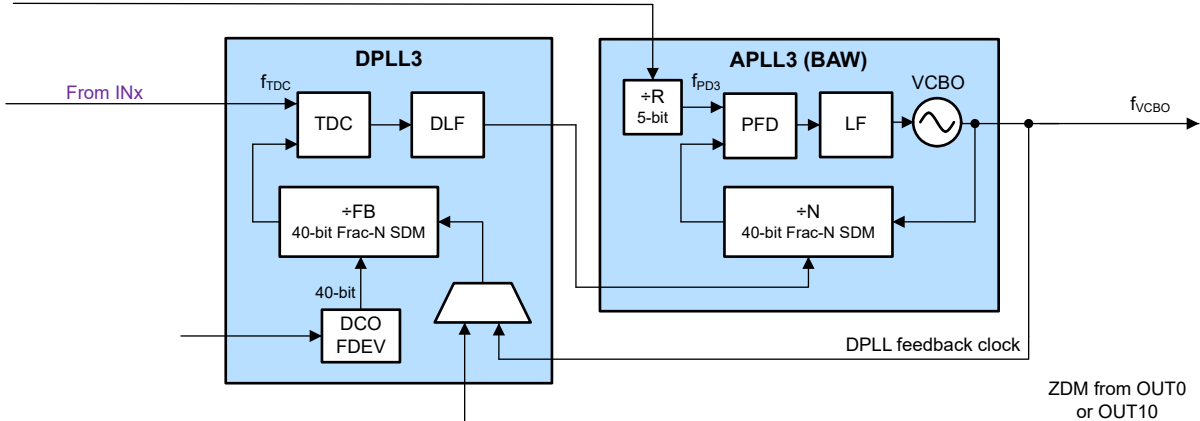 DPLL3
APLL3 (BAW)
From INx
fTDC
TDC
DLF
÷R
5-bit
fPD3
PFD
LF
VCBO
fVCBO
÷FB
40-bit Frac-N SDM
÷N
40-bit Frac-N SDM
40-bit
DCO
FDEV
DPLL feedback clock
ZDM from OUT0
or OUT10